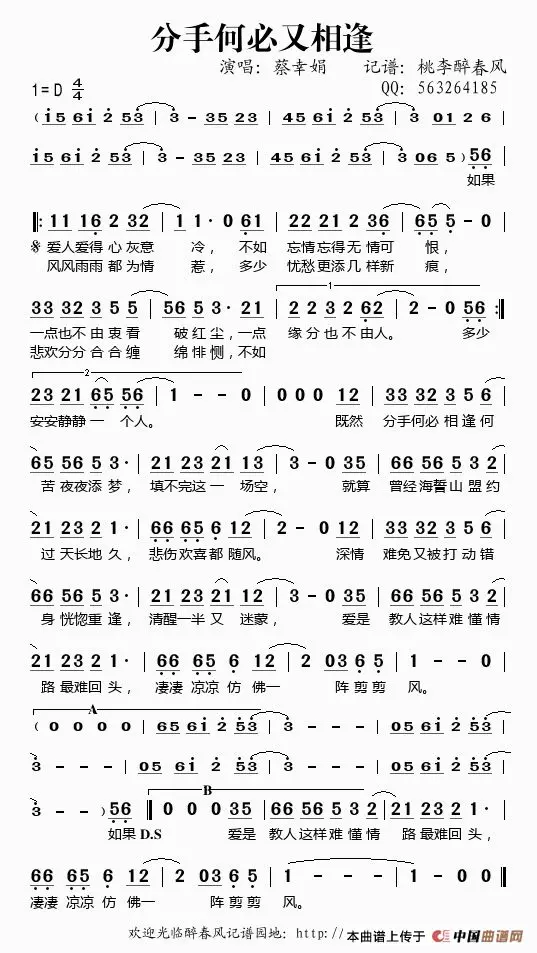 分手何必又相逢
演唱：蔡幸娟 记谱：桃李醉春风
1=D 4/4 QQ：563264185
( i5 6i 2 53 | 3 - 35 23 | 45 6i 2 53 | 3 01 2 6 |
i5 6i 2 53 | 3 - 35 23 | 45 6i 2 53 | 3 06 5 ) 56 |
如果
‖: 11 16 2 32 | 1 1· 0 61 | 22 21 2 36 | 65 5 - 0 |
𝄋 爱人爱得 心 灰意 冷， 不如 忘情忘得无 情可 恨，
风风雨雨 都 为情 惹， 多少 忧愁更添几 样新 痕，
1
33 32 3 5 5 | 56 5 3· 21 | 22 32 3 2 62 | 2 - 0 56 :‖
一点也不 由 衷看 破红 尘，一点 缘分也不由人。 多少
悲欢分分 合 合缠 绵 悱 恻，不如
2
23 21 65 56 | 1 - - 0 | 0 0 0 12 | 33 32 3 5 6 |
安安静静 一 个人。 既然 分手何必 相 逢 何
65 56 5 3· | 21 23 21 13 | 3 - 0 35 | 66 56 5 3 2 |
苦 夜夜添 梦， 填不 完这 一 场空， 就算 曾经海誓山 盟 约
21 23 2 1· | 66 65 6 12 | 2 - 0 12 | 33 32 3 5 6 |
过 天长地 久， 悲伤 欢喜 都 随风。 深情 难免又被 打 动 错
66 56 5 3· | 21 23 21 12 | 3 - 0 35 | 66 56 5 3 2 |
身 恍惚重 逢， 清醒一半 又 迷蒙， 爱是 教人这样难 懂 情
21 23 2 1· | 66 65 6 12 | 2 03 6 5 | 1 - - 0 |
路 最难回 头， 凄凄 凉凉 仿 佛一 阵 剪 剪 风。
A
( 0 0 0 0 | 65 6i 2 53 | 3 - - - | 05 6i 2 53 |
3 - - - | 05 6i 2 53 | 3 - - - | 05 6i 2 53 |
B
3 - - - ) 56 ‖ 0 0 0 35 | 66 56 5 3 2 | 21 23 2 1· |
如果 D.S 爱是 教人这样难 懂 情 路 最难回 头，
66 65 6 12 | 2 03 6 5 | 1 - - - | 1 - - 0 ‖
凄凄 凉凉 仿 佛一 阵 剪 剪 风。
欢迎光临醉春风记谱园地：http:// 本曲谱上传于 中国曲谱网